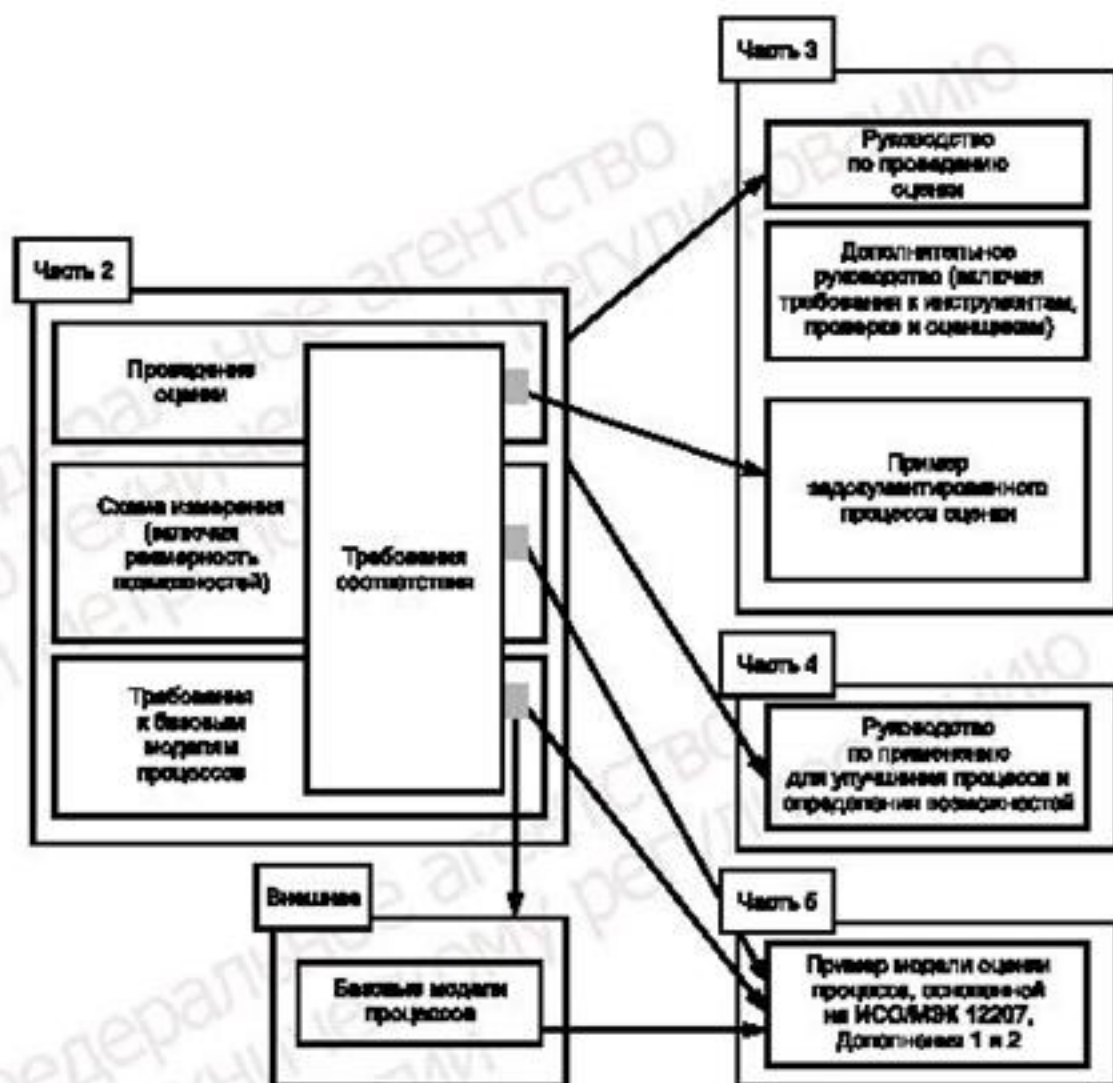 Часть 2
Проведение
оценки
Схема измерения
(включая
размерность
возможностей)
Требования
к базовым
моделям
процессов
Требования
соответствия
Внешнее
Базовые модели
процессов
Часть 3
Руководство
по проведению
оценки
Дополнительное
руководство (включая
требования к инструментам,
проверке и оценщикам)
Пример
задокументированного
процесса оценки
Часть 4
Руководство
по применению
для улучшения процессов и
определения возможностей
Часть 5
Пример модели оценки
процесса, основанной
на ИСО/МЭК 12207,
Дополнения 1 и 2